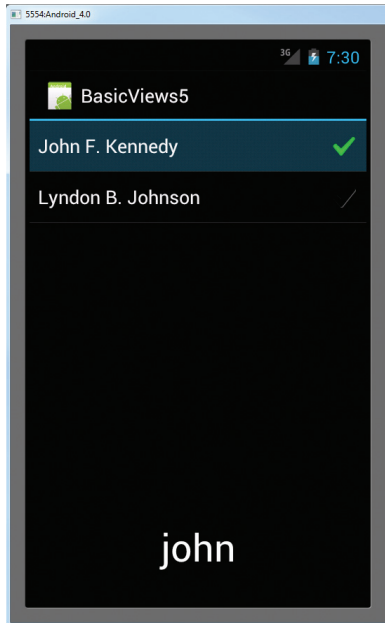 5554:Android_4.0
3G 7:30
BasicViews5
John F. Kennedy
Lyndon B. Johnson
john